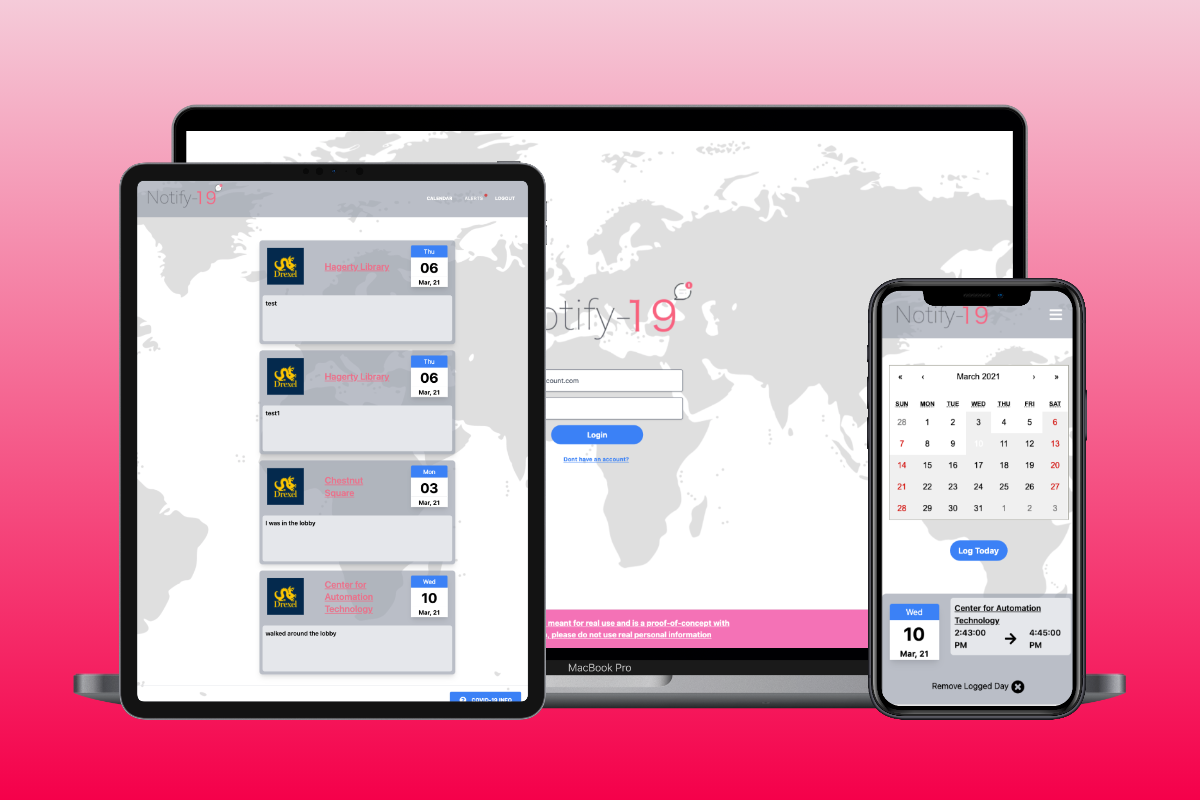 Notify-19
CALENDAR ALERTS LOGOUT
Drexel
Hagerty Library
Thu
06
Mar, 21
test
Drexel
Hagerty Library
Thu
06
Mar, 21
test1
Drexel
Chestnut
Square
Mon
03
Mar, 21
I was in the lobby
Drexel
Center for
Automation
Technology
Wed
10
Mar, 21
walked around the lobby
COVID-19 INFO
otify-19
count.com
Login
Dont have an account?
meant for real use and is a proof-of-concept with
, please do not use real personal information
MacBook Pro
Notify-19
« ‹ March 2021 › »
SUN MON TUE WED THU FRI SAT
28 1 2 3 4 5 6
7 8 9 10 11 12 13
14 15 16 17 18 19 20
21 22 23 24 25 26 27
28 29 30 31 1 2 3
Log Today
Wed
10
Mar, 21
Center for Automation
Technology
2:43:00 → 4:45:00
PM PM
Remove Logged Day